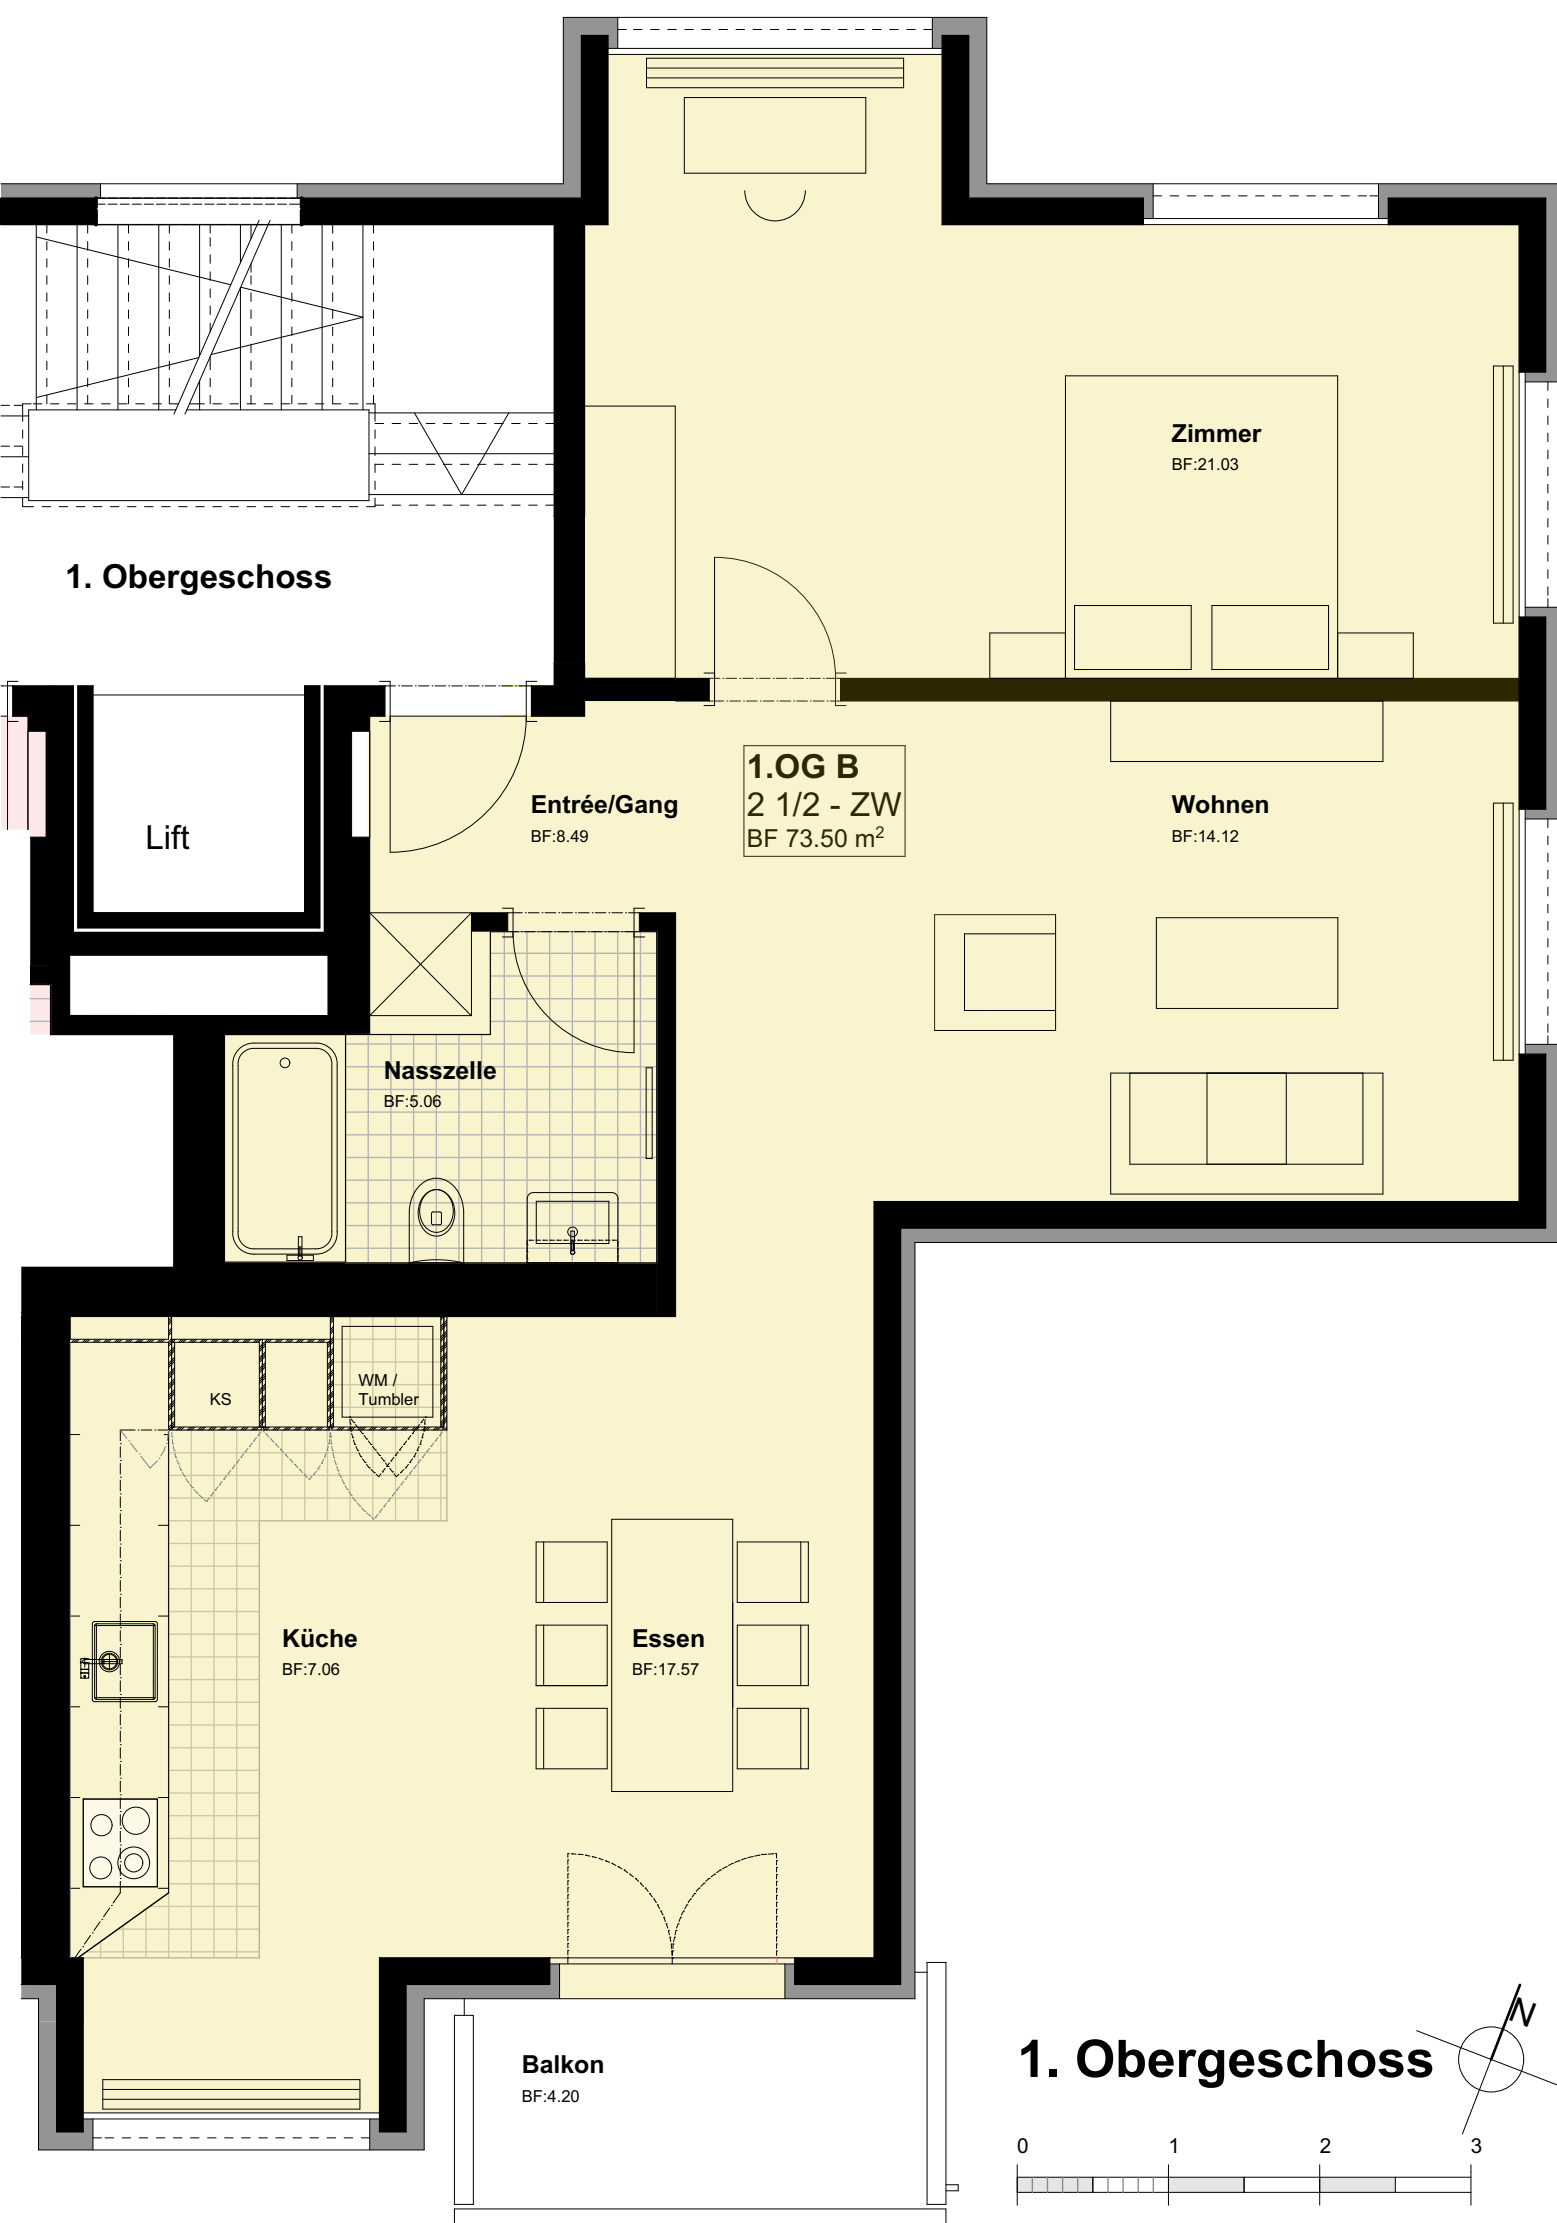 Zimmer
BF:21.03
1. Obergeschoss
Lift
Entrée/Gang
BF:8.49
1.OG B
2 1/2 - ZW
BF 73.50 m²
Wohnen
BF:14.12
Nasszelle
BF:5.06
KS
WM /
Tumbler
Küche
BF:7.06
Essen
BF:17.57
Balkon
BF:4.20
1. Obergeschoss
N
0 1 2 3